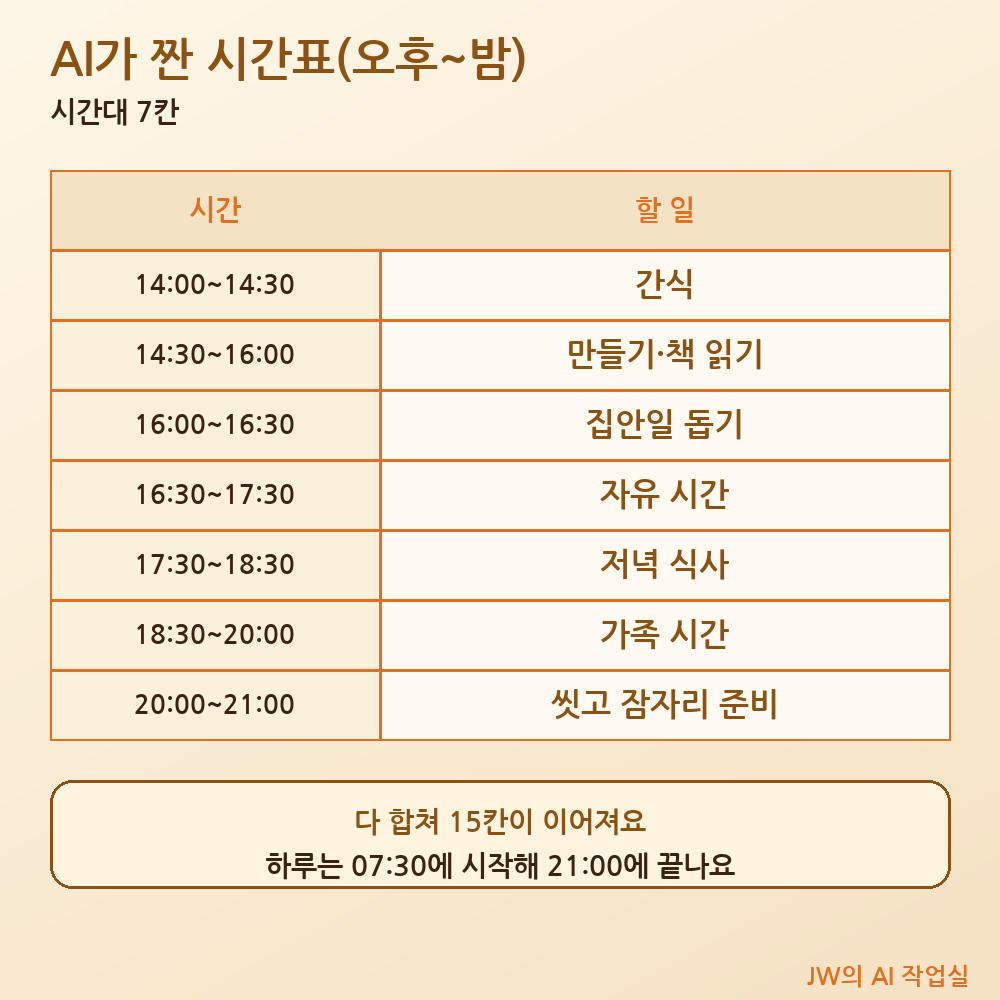 AI가 짠 시간표(오후~밤)
시간대 7칸
시간 할 일
14:00~14:30 간식
14:30~16:00 만들기·책 읽기
16:00~16:30 집안일 돕기
16:30~17:30 자유 시간
17:30~18:30 저녁 식사
18:30~20:00 가족 시간
20:00~21:00 씻고 잠자리 준비
다 합쳐 15칸이 이어져요
하루는 07:30에 시작해 21:00에 끝나요
JW의 AI 작업실